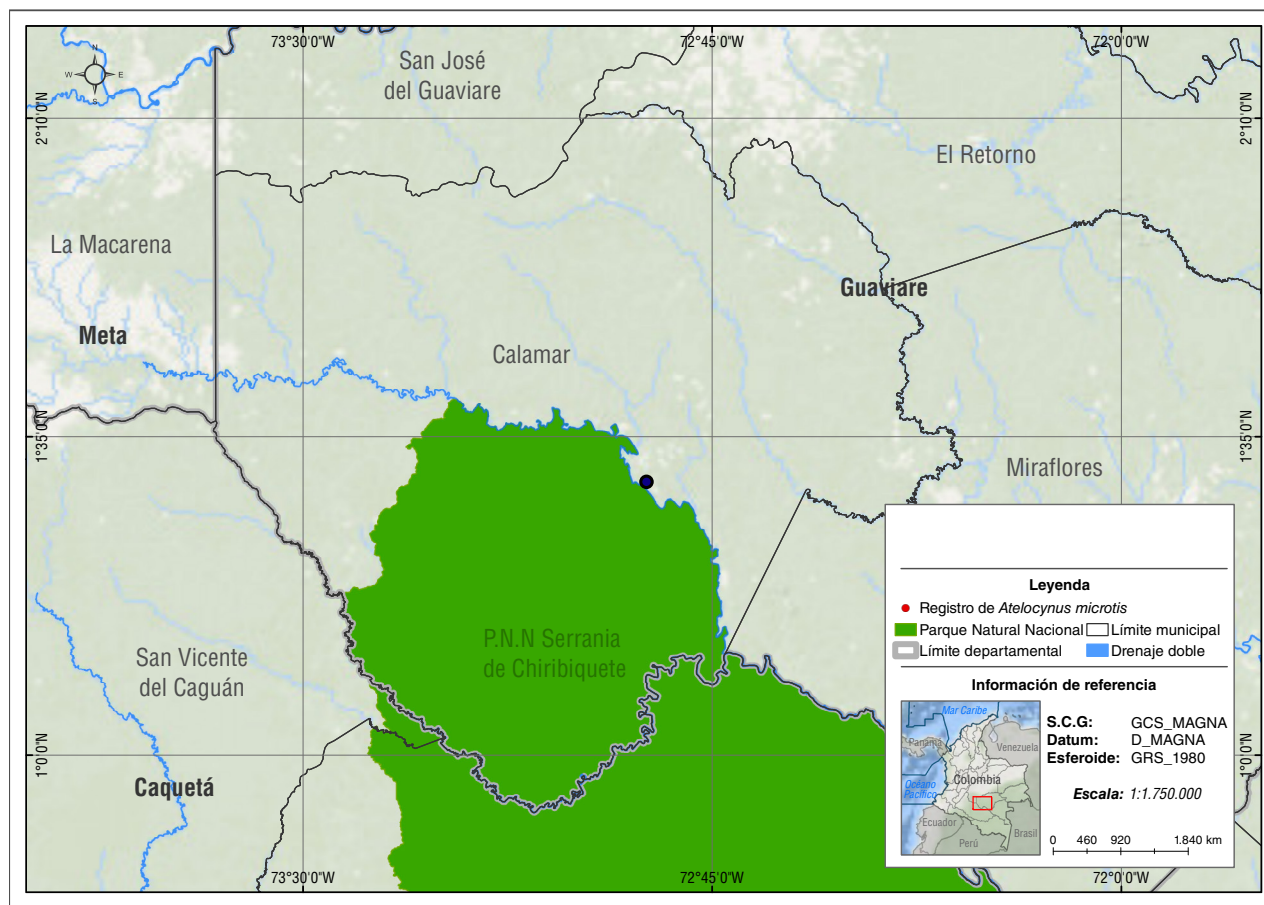 73°30'0"W
72°45'0"W
72°0'0"W
N
W
E
S
San José
del Guaviare
2°10'0"N
2°10'0"N
El Retorno
La Macarena
Guaviare
Meta
Calamar
1°35'0"N
1°35'0"N
Miraflores
P.N.N Serrania
de Chiribiquete
San Vicente
del Caguán
1°0'0"N
1°0'0"N
Caquetá
73°30'0"W
72°45'0"W
72°0'0"W
Leyenda
Registro de Atelocynus microtis
Parque Natural Nacional
Límite municipal
Límite departamental
Drenaje doble
Información de referencia
Mar Caribe
Panamá
Venezuela
Océano
Pacífico
Colombia
Ecuador
Perú
Brasil
S.C.G: GCS_MAGNA
Datum: D_MAGNA
Esferoide: GRS_1980
Escala: 1:1.750.000
0 460 920 1.840 km